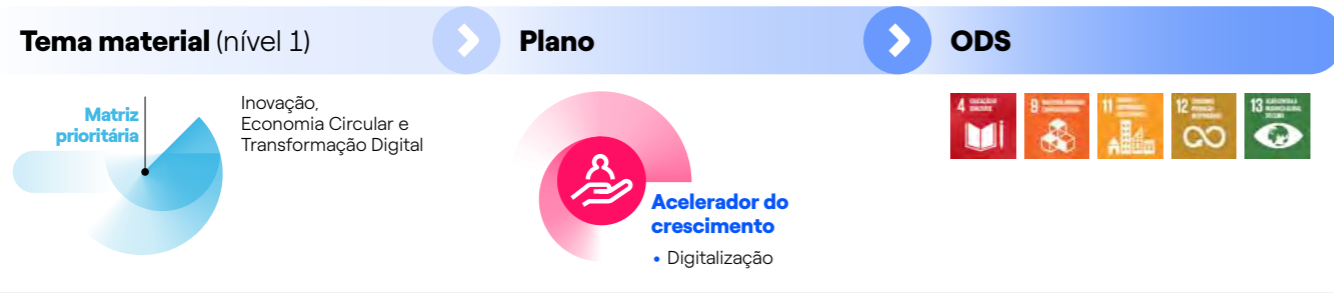 Tema material (nível 1)
Plano
ODS
Matriz
prioritária
Inovação,
Economia Circular e
Transformação Digital
Acelerador do
crescimento
• Digitalização
4
9
11
12
13